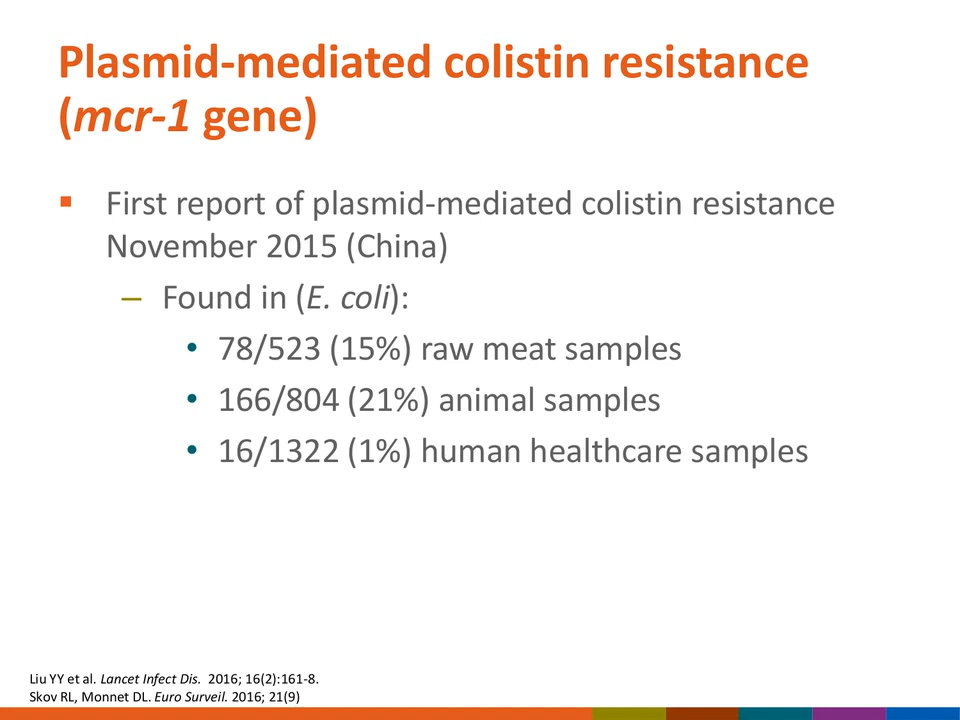 Plasmid-mediated colistin resistance
(mcr-1 gene)
▪ First report of plasmid-mediated colistin resistance
November 2015 (China)
– Found in (E. coli):
• 78/523 (15%) raw meat samples
• 166/804 (21%) animal samples
• 16/1322 (1%) human healthcare samples
Liu YY et al. Lancet Infect Dis. 2016; 16(2):161-8.
Skov RL, Monnet DL. Euro Surveil. 2016; 21(9)